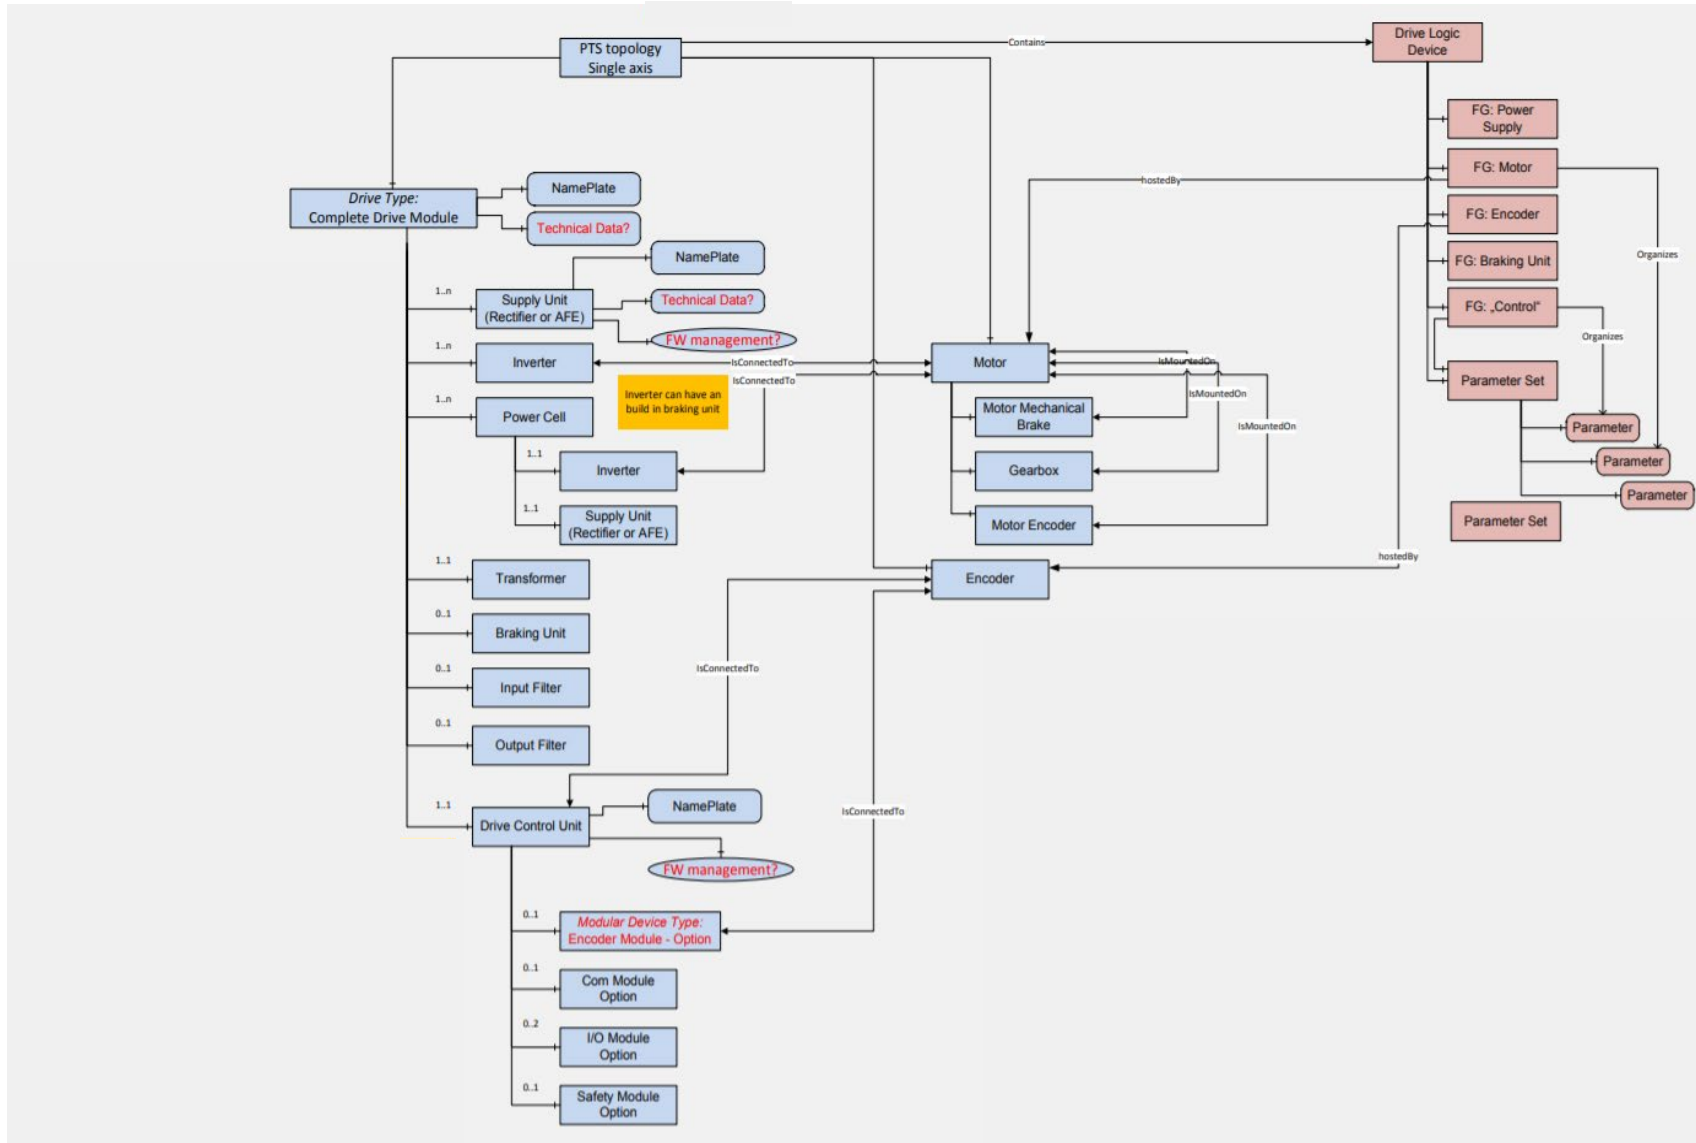 PTS topology
Single axis
Contains
Drive Logic
Device
FG: Power
Supply
FG: Motor
hostedBy
FG: Encoder
Organizes
FG: Braking Unit
FG: „Control“
Organizes
Parameter Set
Parameter
Parameter
Parameter
Parameter Set
hostedBy
Drive Type:
Complete Drive Module
NamePlate
Technical Data?
NamePlate
1..n
Supply Unit
(Rectifier or AFE)
Technical Data?
FW management?
1..n
Inverter
IsConnectedTo
IsConnectedTo
Inverter can have an
build in braking unit
1..n
Power Cell
1..1
Inverter
1..1
Supply Unit
(Rectifier or AFE)
Motor
IsMountedOn
IsMountedOn
IsMountedOn
Motor Mechanical
Brake
Gearbox
Motor Encoder
Encoder
1..1
Transformer
0..1
Braking Unit
0..1
Input Filter
IsConnectedTo
0..1
Output Filter
1..1
Drive Control Unit
NamePlate
IsConnectedTo
FW management?
0..1
Modular Device Type:
Encoder Module - Option
0..1
Com Module
Option
0..2
I/O Module
Option
0..1
Safety Module
Option